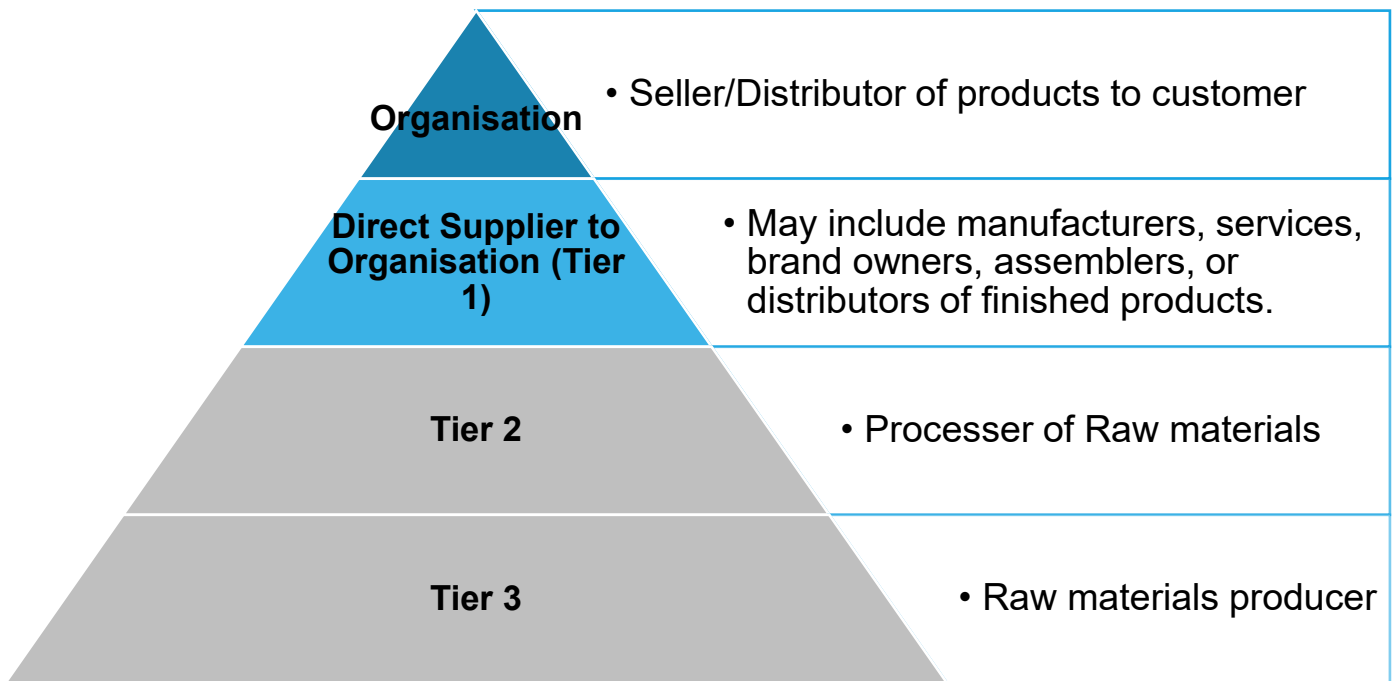 Organisation
• Seller/Distributor of products to customer
Direct Supplier to
Organisation (Tier
1)
• May include manufacturers, services,
brand owners, assemblers, or
distributors of finished products.
Tier 2
• Processer of Raw materials
Tier 3
• Raw materials producer